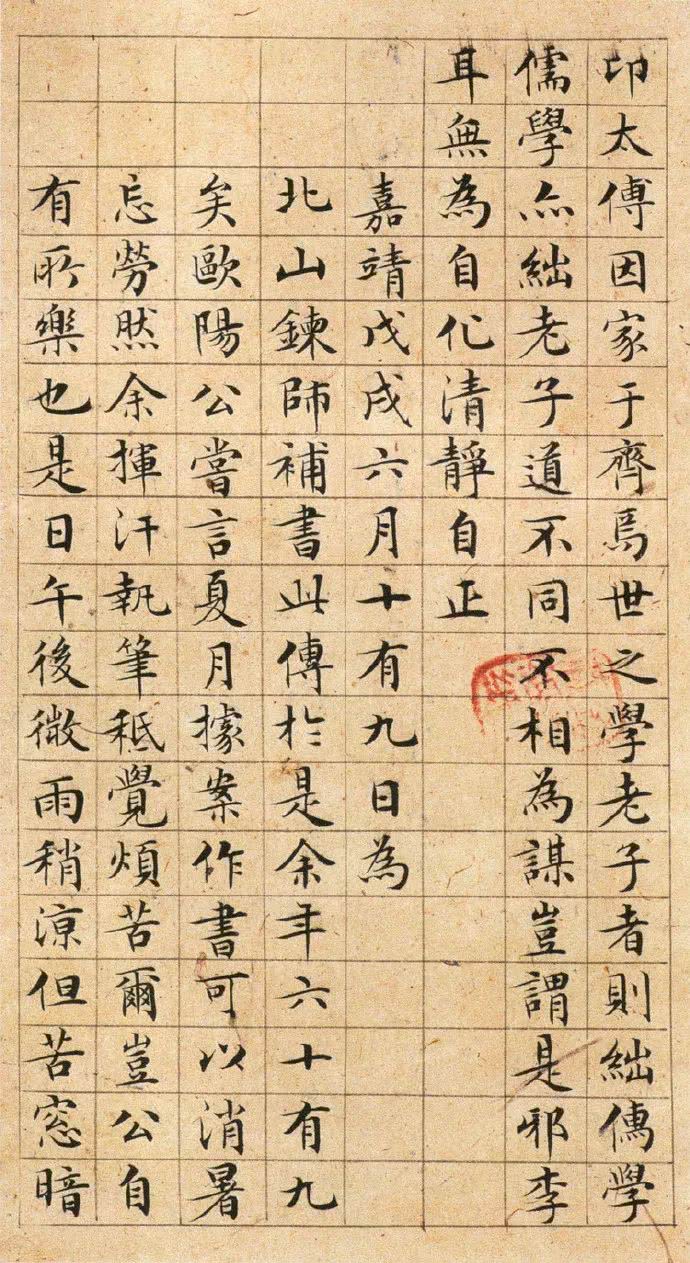 卬太傅因家于齊焉世之學老子者則絀儒學
儒學亦絀老子道不同不相為謀豈謂是邪李
耳無為自化清靜自正
嘉靖戊戌六月十有九日為
北山鍊師補書此傳於是余年六十有九
矣歐陽公嘗言夏月據案作書可以消暑
忘勞然余揮汗執筆秪覺煩苦爾豈公自
有所樂也是日午後微雨稍涼但苦窓暗